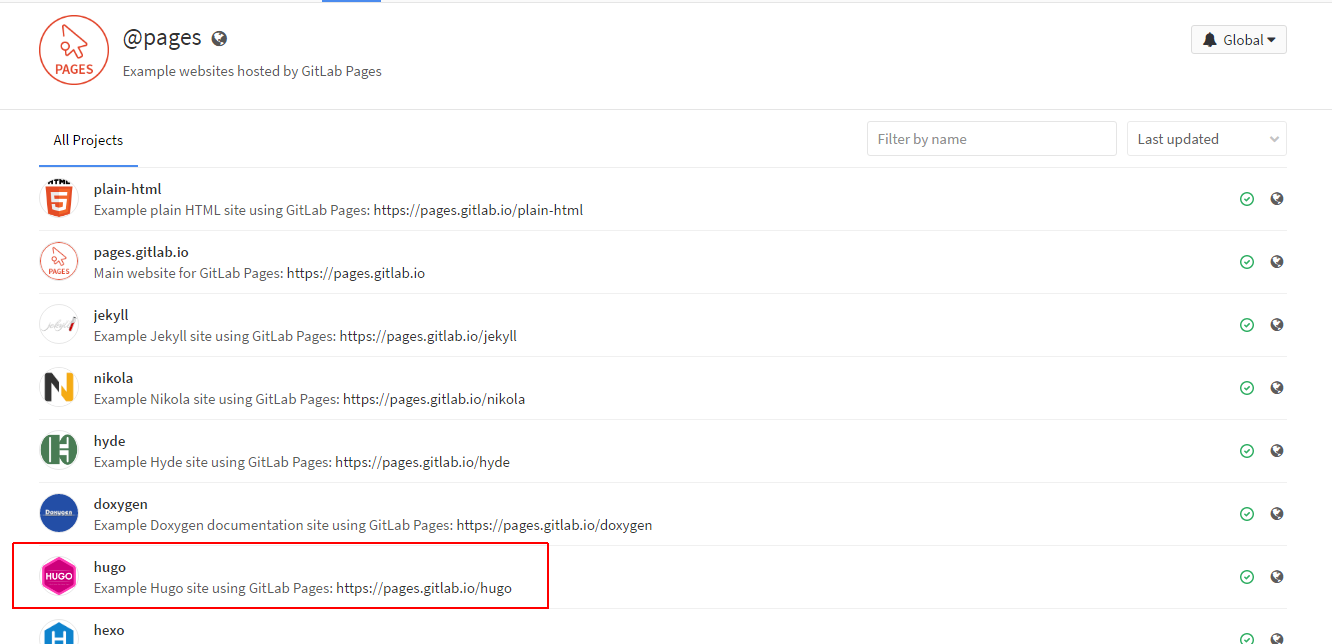 @pages
PAGES
Example websites hosted by GitLab Pages
Global
All Projects
Filter by name
Last updated
HTML
5
plain-html
Example plain HTML site using GitLab Pages: https://pages.gitlab.io/plain-html
pages.gitlab.io
PAGES
Main website for GitLab Pages: https://pages.gitlab.io
jekyll
jekyll
Example Jekyll site using GitLab Pages: https://pages.gitlab.io/jekyll
N
nikola
Example Nikola site using GitLab Pages: https://pages.gitlab.io/nikola
H
hyde
Example Hyde site using GitLab Pages: https://pages.gitlab.io/hyde
doxygen
Doxygen
Example Doxygen documentation site using GitLab Pages: https://pages.gitlab.io/doxygen
hugo
HUGO
Example Hugo site using GitLab Pages: https://pages.gitlab.io/hugo
hexo
H